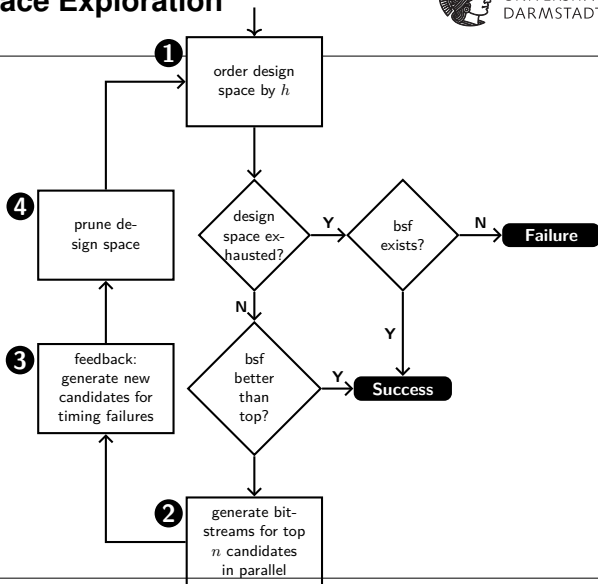 ace Exploration
DARMSTADT
1
order design
space by h
4
prune de-
sign space
design
space ex-
hausted?
Y
bsf
exists?
N
Failure
N
Y
3
feedback:
generate new
candidates for
timing failures
bsf
better
than
top?
Y
Success
2
generate bit-
streams for top
n candidates
in parallel